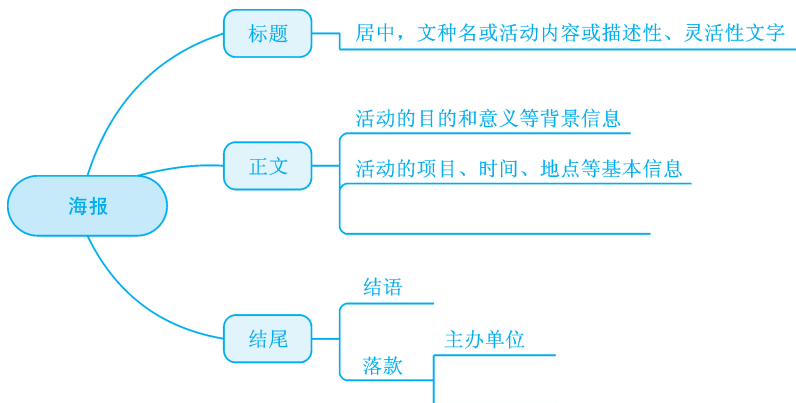 标题
居中，文种名或活动内容或描述性、灵活性文字
活动的目的和意义等背景信息
正文
活动的项目、时间、地点等基本信息
海报
结语
结尾
主办单位
落款